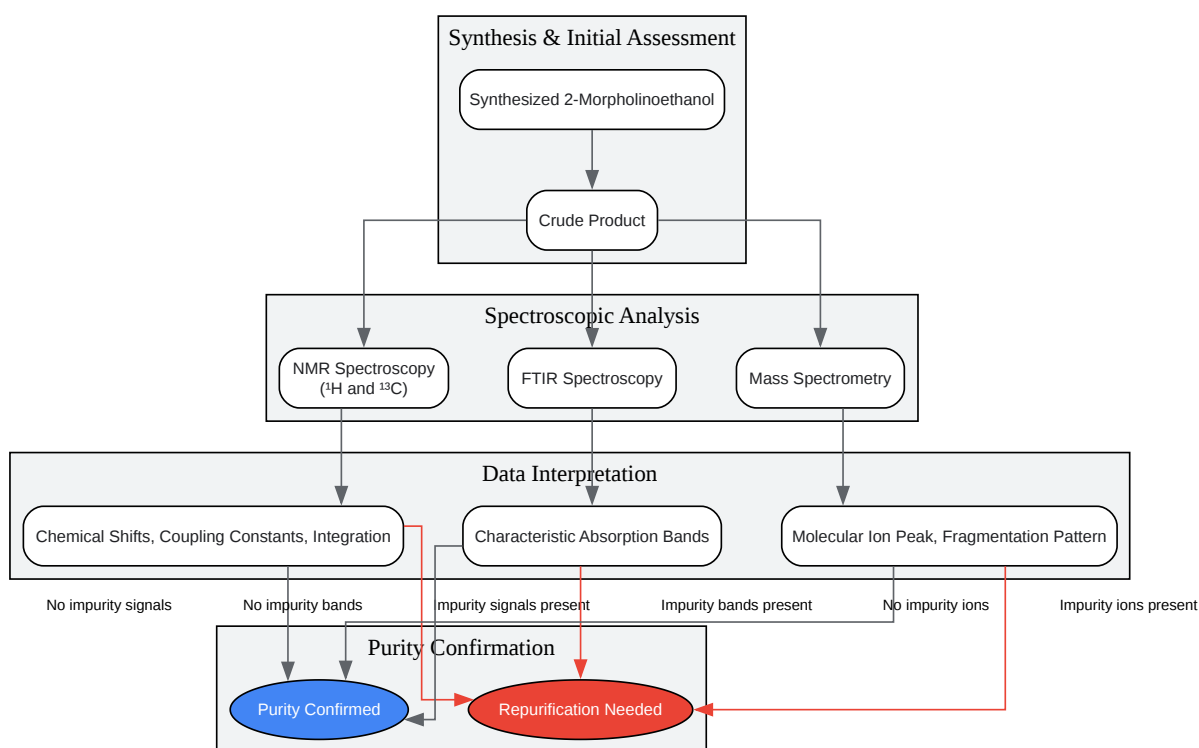 Synthesis & Initial Assessment
Synthesized 2-Morpholinoethanol
Crude Product
Spectroscopic Analysis
NMR Spectroscopy
(¹H and ¹³C)
FTIR Spectroscopy
Mass Spectrometry
Data Interpretation
Chemical Shifts, Coupling Constants, Integration
Characteristic Absorption Bands
Molecular Ion Peak, Fragmentation Pattern
No impurity signals
No impurity bands
Impurity signals present
Impurity bands present
No impurity ions
Impurity ions present
Purity Confirmation
Purity Confirmed
Repurification Needed